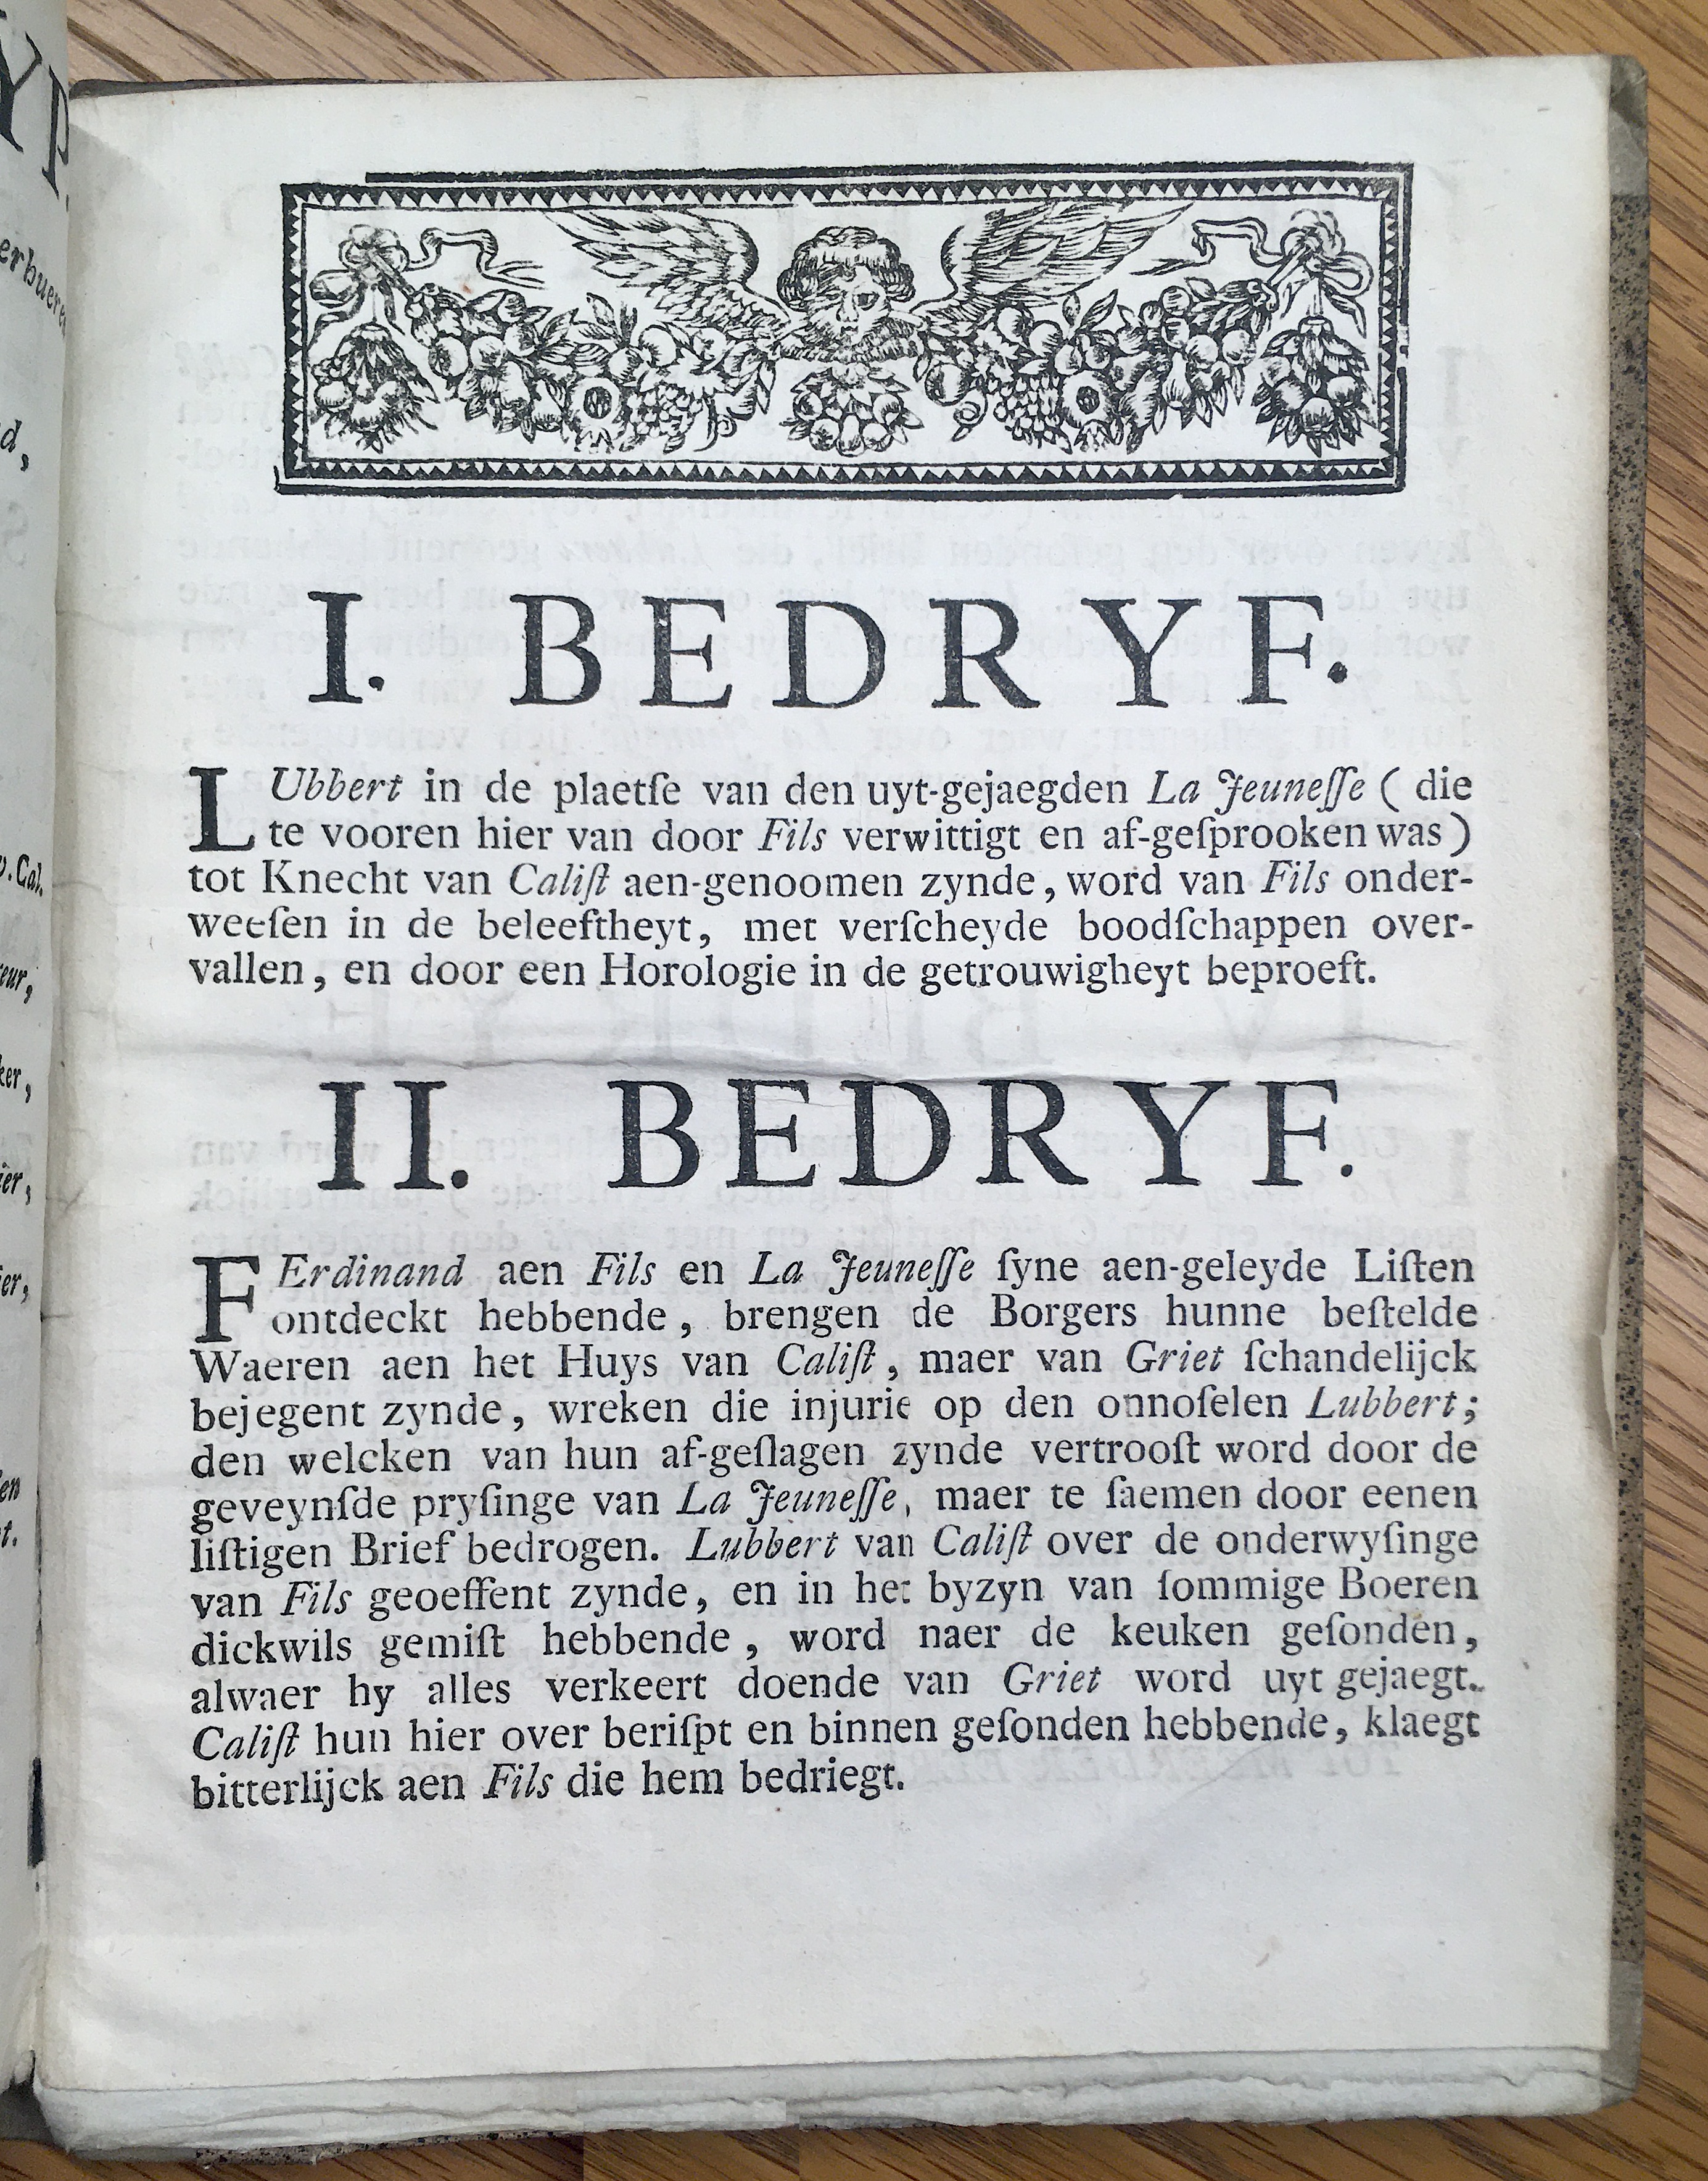 I. BEDRYF.
LUbbert in de plaetſe van den uyt-gejaegden La Jeuneſſe ( die
te vooren hier van door Fils verwittigt en af-geſprooken was )
tot Knecht van Caliſt aen-genoomen zynde, word van Fils onder-
weeſen in de beleeftheyt, met verſcheyde boodſchappen over-
vallen, en door een Horologie in de getrouwigheyt beproeft.
II. BEDRYF.
FErdinand aen Fils en La Jeuneſſe ſyne aen-geleyde Liſten
ontdeckt hebbende, brengen de Borgers hunne beſtelde
Waeren aen het Huys van Caliſt, maer van Griet ſchandelijck
bejegent zynde, wreken die injurie op den onnoſelen Lubbert;
den welcken van hun af-geſlagen zynde vertrooſt word door de
geveynſde pryſinge van La Jeuneſſe, maer te ſaemen door eenen
liſtigen Brief bedrogen. Lubbert van Caliſt over de onderwyſinge
van Fils geoeffent zynde, en in het byzyn van ſommige Boeren
dickwils gemiſt hebbende, word naer de keuken geſonden,
alwaer hy alles verkeert doende van Griet word uyt gejaegt.
Caliſt hun hier over beriſpt en binnen geſonden hebbende, klaegt
bitterlijck aen Fils die hem bedriegt.